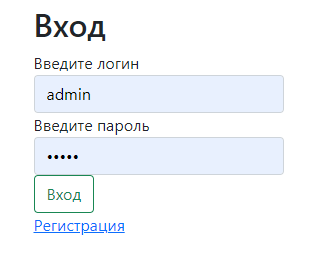 Вход
Введите логин
admin
Введите пароль
•••••
Вход
Регистрация